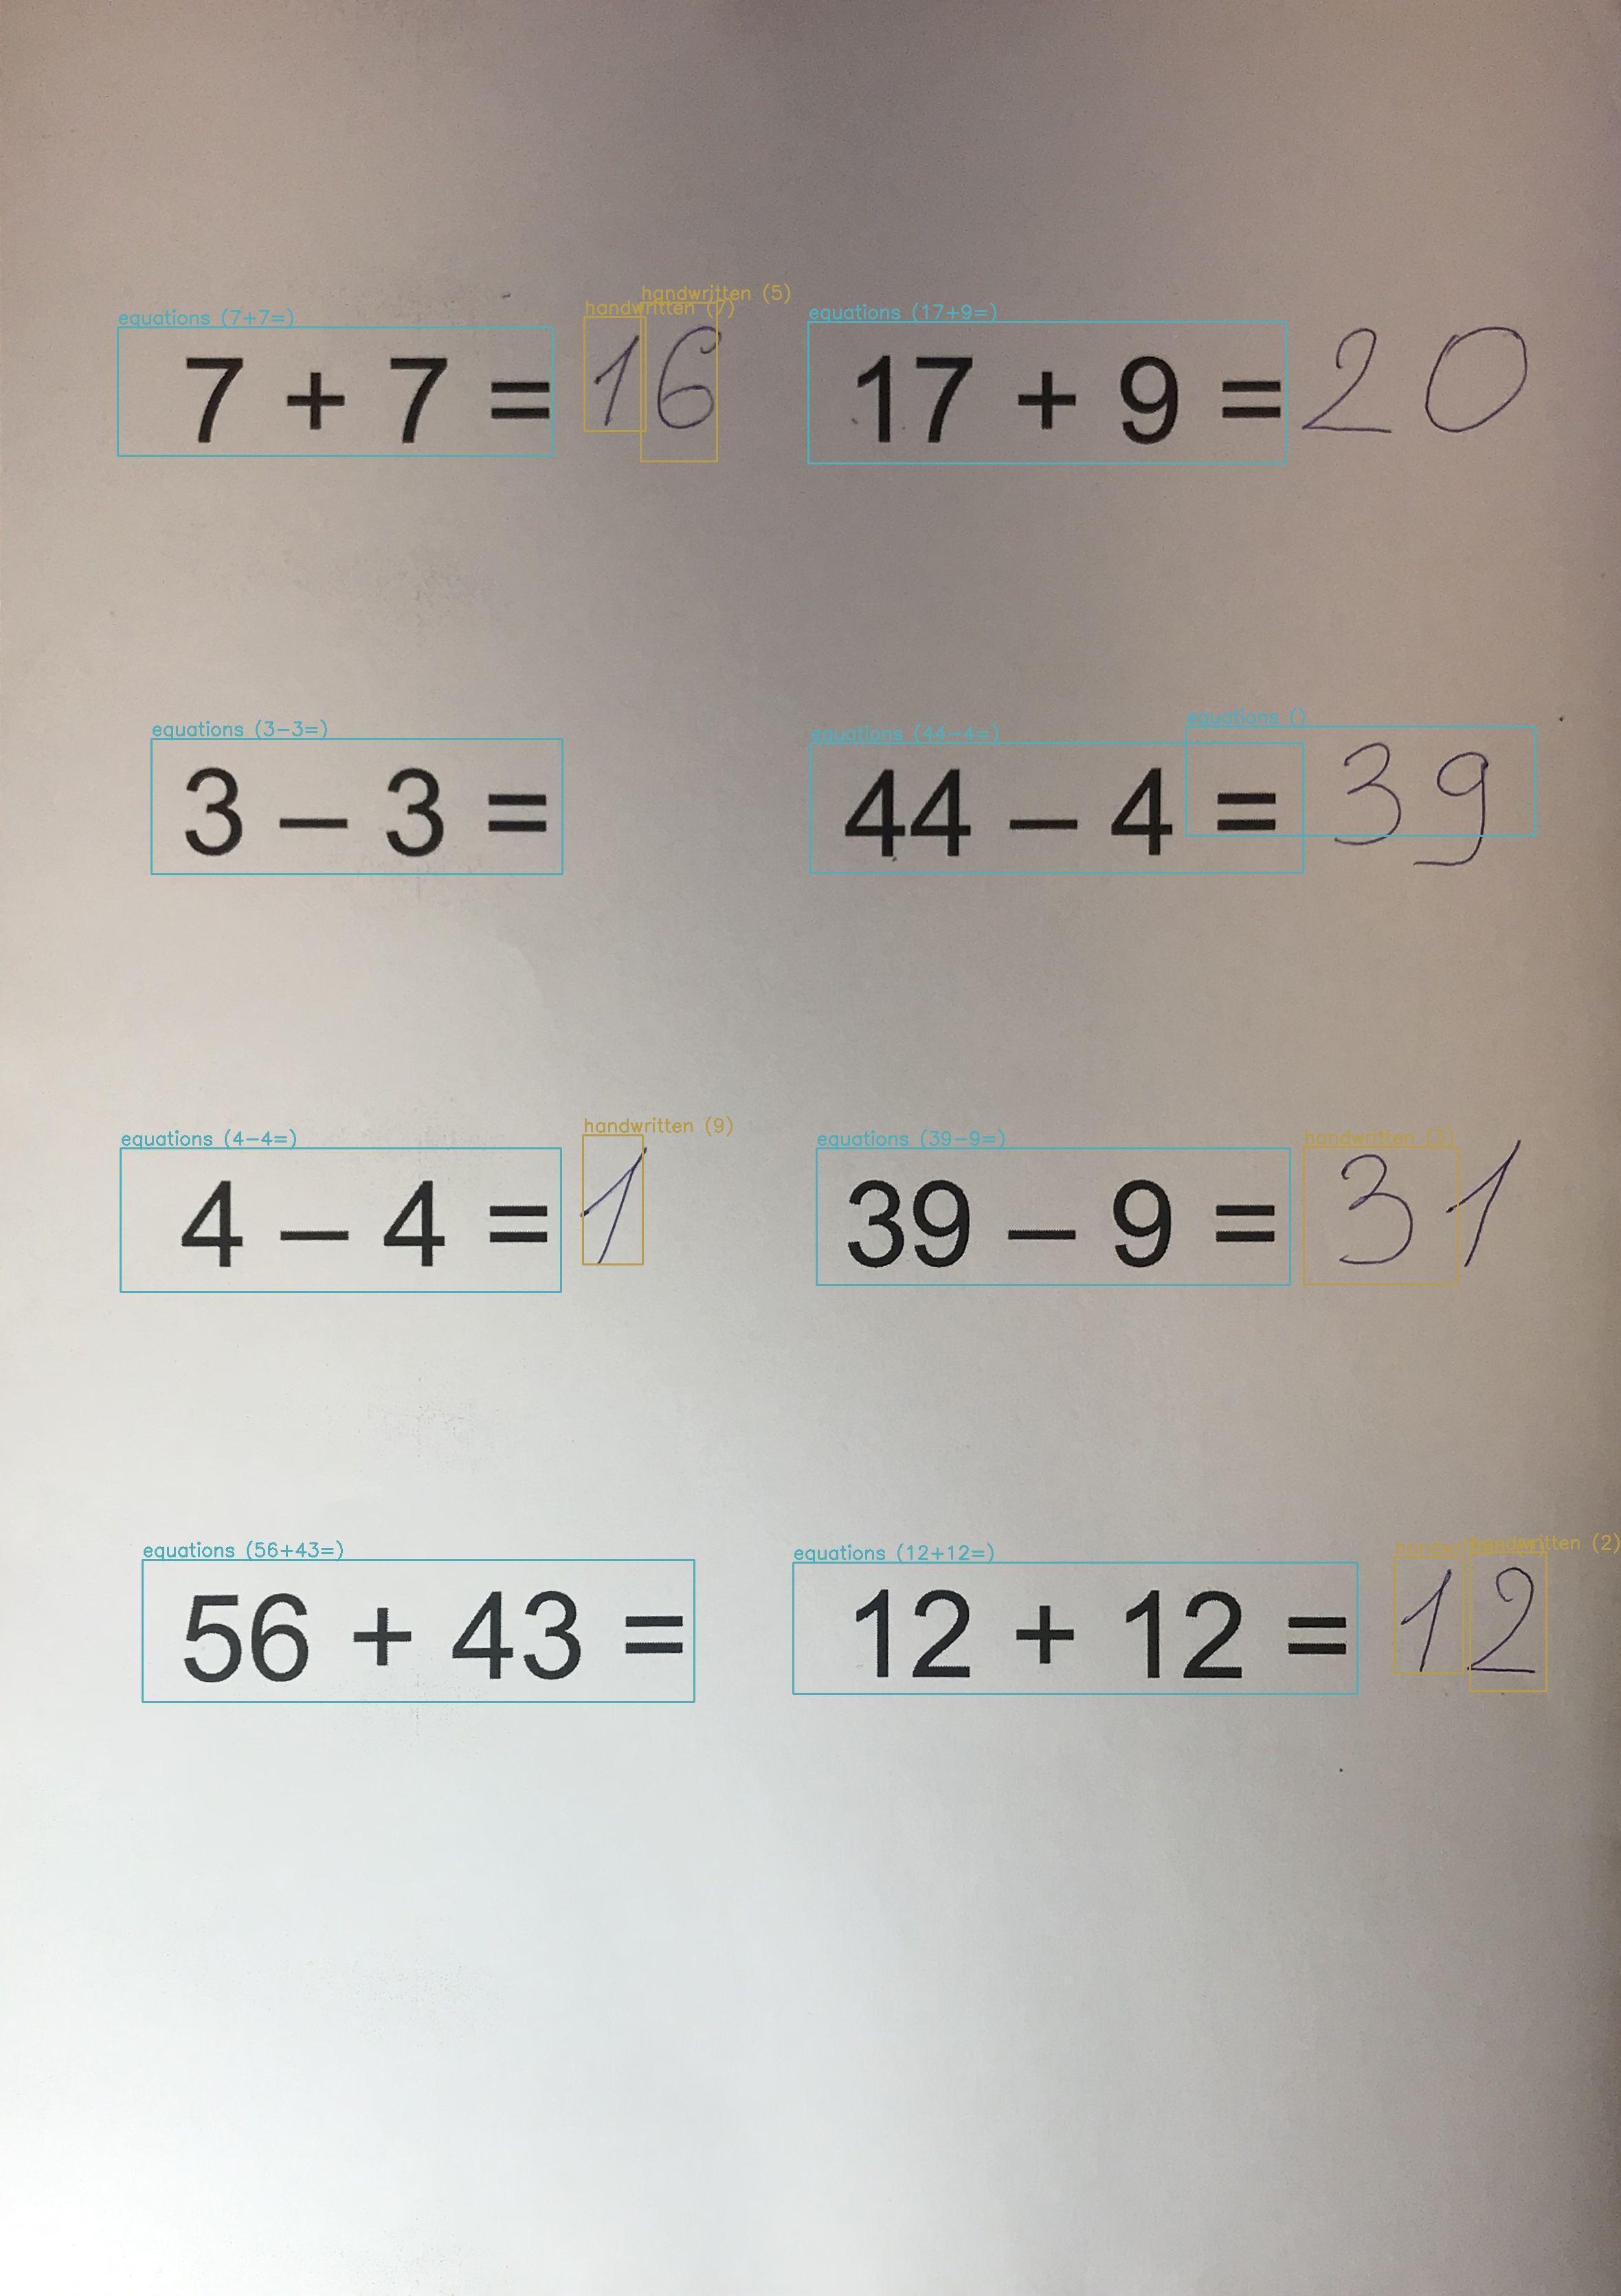 equations (7+7=) handwritten (7) handwritten (5) equations (17+9=)
7 + 7 = 16 17 + 9 = 20
equations (3-3=) equations (44-4=) equations ()
3 – 3 = 44 – 4 = 39
equations (4-4=) handwritten (9) equations (39-9=) handwritten (3)
4 – 4 = 1 39 – 9 = 31
equations (56+43=) equations (12+12=) handwritten (2)
56 + 43 = 12 + 12 = 12